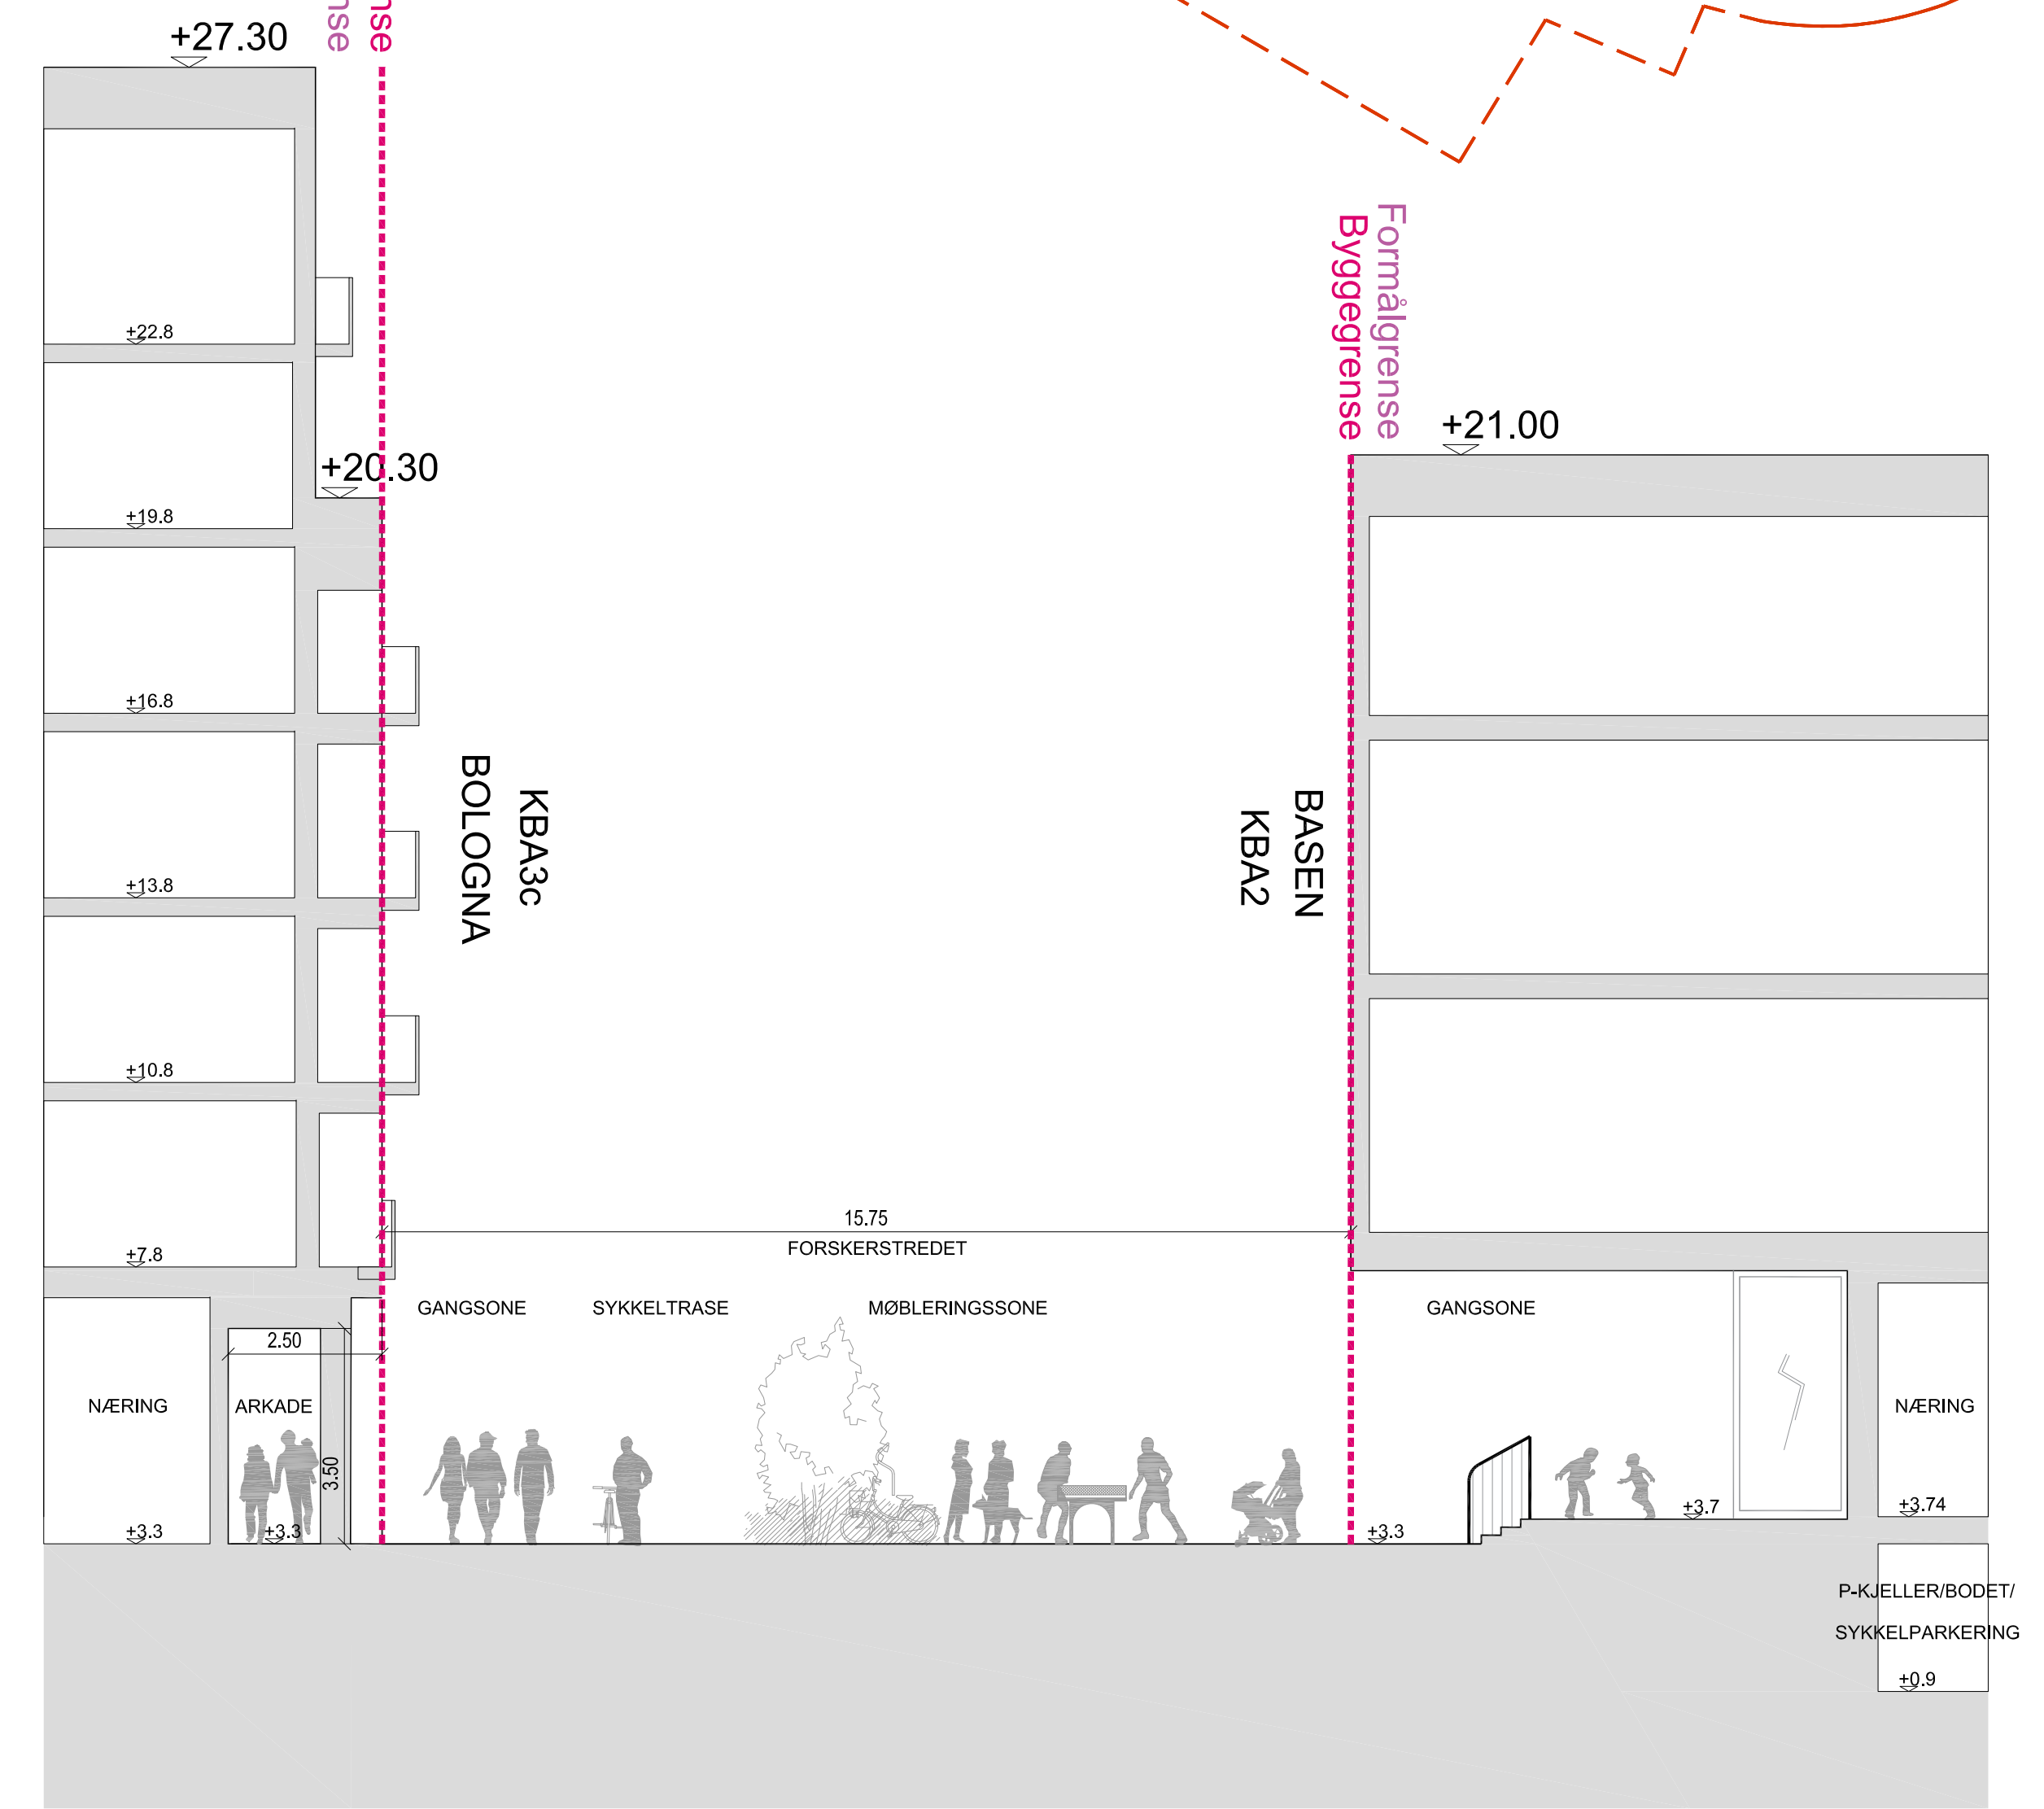 nse
nse
+27.30
Formålgrense
Byggegrense
+22.8
+21.00
+20.30
+19.8
+16.8
KBA3c
BOLOGNA
BASEN
KBA2
+13.8
+10.8
15.75
FORSKERSTREDET
+7.8
GANGSONE
SYKKELTRASE
MØBLERINGSSONE
GANGSONE
2.50
NÆRING
ARKADE
NÆRING
3.50
+3.3
+3.3
+3.3
+3.7
+3.74
P-KJELLER/BODET/
SYKKELPARKERING
+0.9